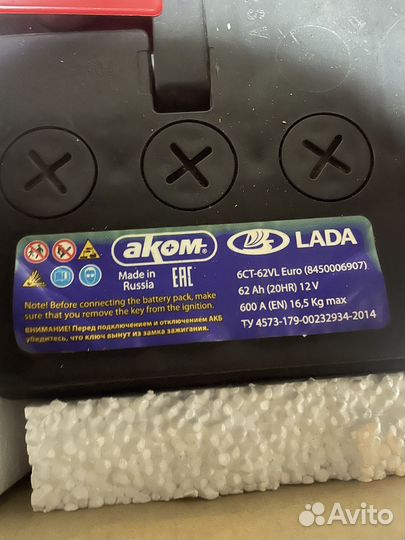 aкom
LADA
Made in
Russia
EAC
6CT-62VL Euro (8450006907)
62 Ah (20HR) 12 V
600 A (EN) 16,5 Kg max
ТУ 4573-179-00232934-2014
Note! Before connecting the battery pack, make
sure that you remove the key from the ignition.
ВНИМАНИЕ! Перед подключением и отключением АКБ
убедитесь, что ключ вынут из замка зажигания.
Avito